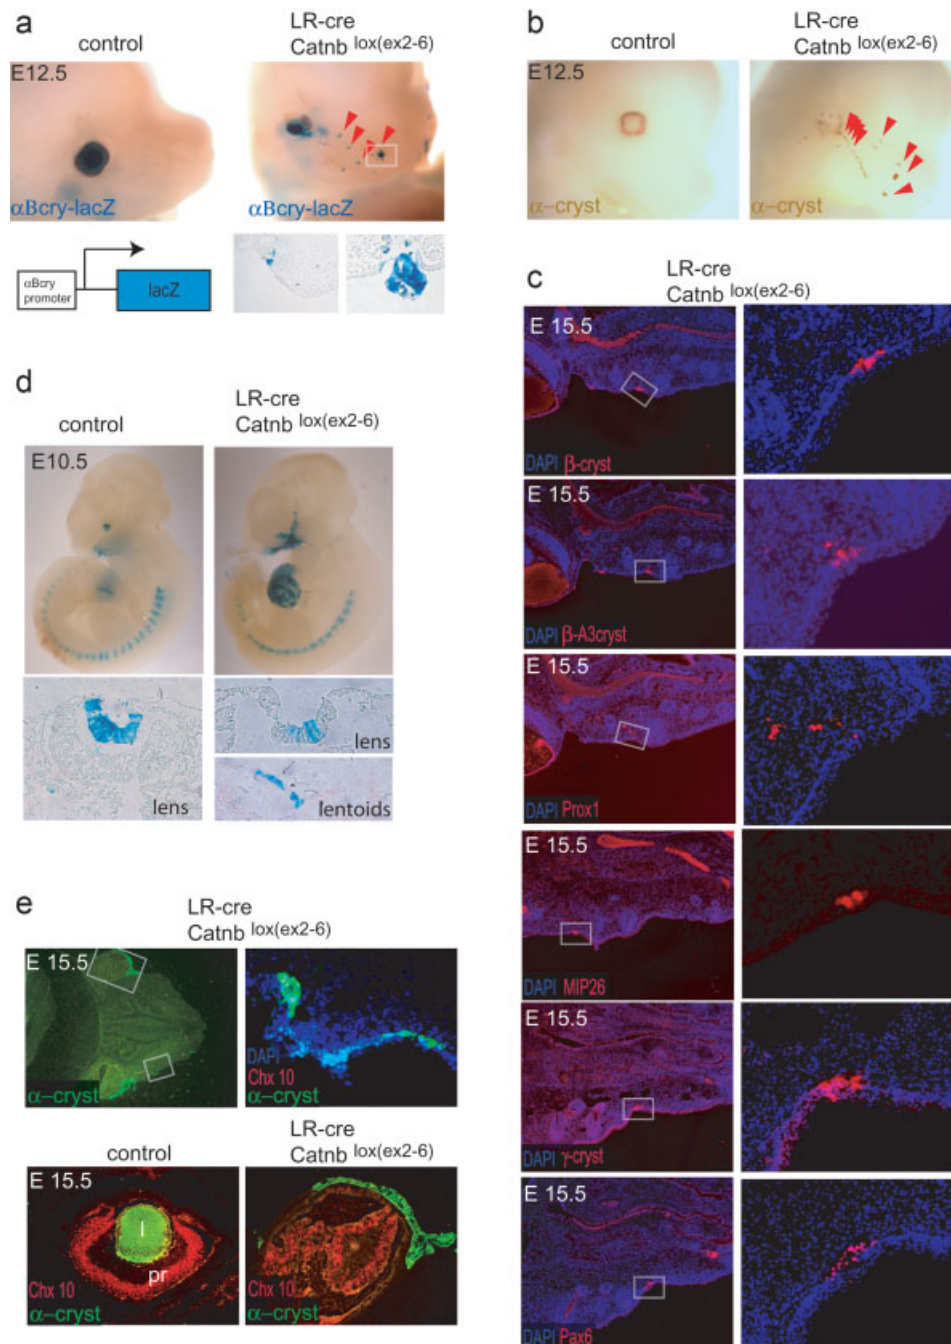 a
control
LR-cre
Catnb lox(ex2-6)
E12.5
αBcry-lacZ
αBcry-lacZ
αBcry
promoter
lacZ
b
control
LR-cre
Catnb lox(ex2-6)
E12.5
α-cryst
α-cryst
c
LR-cre
Catnb lox(ex2-6)
E 15.5
DAPI β-cryst
E 15.5
DAPI β-A3cryst
E 15.5
DAPI Prox1
E 15.5
DAPI MIP26
E 15.5
DAPI γ-cryst
E 15.5
DAPI Pax6
d
control
LR-cre
Catnb lox(ex2-6)
E10.5
lens
lens
lentoids
e
LR-cre
Catnb lox(ex2-6)
E 15.5
α-cryst
DAPI
Chx 10
α-cryst
control
LR-cre
Catnb lox(ex2-6)
E 15.5
l
pr
Chx 10
α-cryst
Chx 10
α-cryst